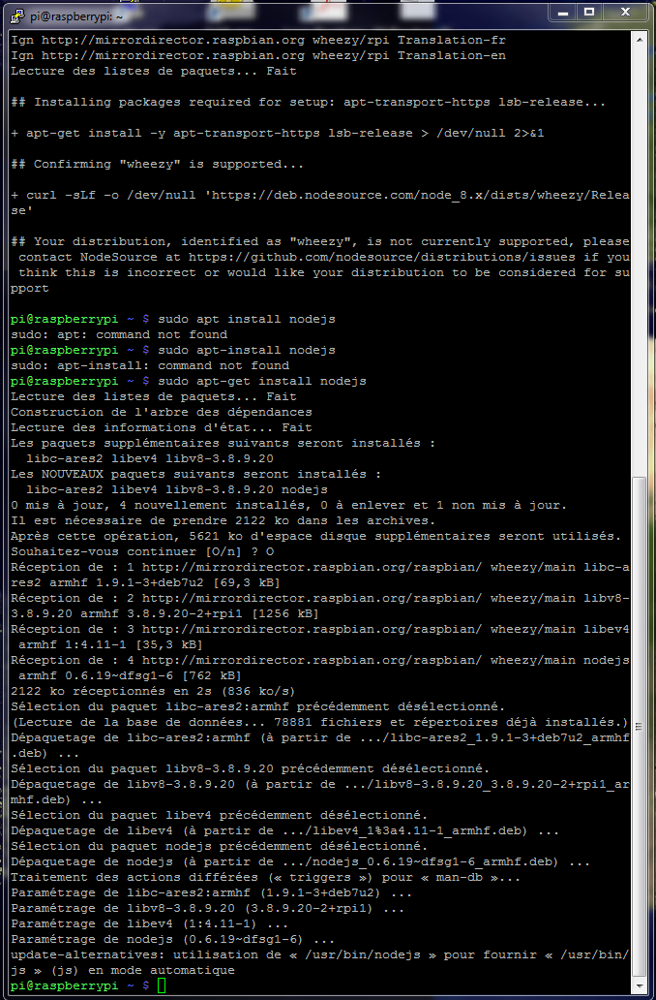 pi@raspberrypi: ~
Ign http://mirrordirector.raspbian.org wheezy/rpi Translation-fr
Ign http://mirrordirector.raspbian.org wheezy/rpi Translation-en
Lecture des listes de paquets... Fait
## Installing packages required for setup: apt-transport-https lsb-release...
+ apt-get install -y apt-transport-https lsb-release > /dev/null 2>&1
## Confirming "wheezy" is supported...
+ curl -sLf -o /dev/null 'https://deb.nodesource.com/node_8.x/dists/wheezy/Relea
se'
## Your distribution, identified as "wheezy", is not currently supported, please
 contact NodeSource at https://github.com/nodesource/distributions/issues if you
 think this is incorrect or would like your distribution to be considered for su
pport
pi@raspberrypi ~ $ sudo apt install nodejs
sudo: apt: command not found
pi@raspberrypi ~ $ sudo apt-install nodejs
sudo: apt-install: command not found
pi@raspberrypi ~ $ sudo apt-get install nodejs
Lecture des listes de paquets... Fait
Construction de l'arbre des dépendances
Lecture des informations d'état... Fait
Les paquets supplémentaires suivants seront installés :
  libc-ares2 libev4 libv8-3.8.9.20
Les NOUVEAUX paquets suivants seront installés :
  libc-ares2 libev4 libv8-3.8.9.20 nodejs
0 mis à jour, 4 nouvellement installés, 0 à enlever et 1 non mis à jour.
Il est nécessaire de prendre 2122 ko dans les archives.
Après cette opération, 5621 ko d'espace disque supplémentaires seront utilisés.
Souhaitez-vous continuer [O/n] ? O
Réception de : 1 http://mirrordirector.raspbian.org/raspbian/ wheezy/main libc-a
res2 armhf 1.9.1-3+deb7u2 [69,3 kB]
Réception de : 2 http://mirrordirector.raspbian.org/raspbian/ wheezy/main libv8-
3.8.9.20 armhf 3.8.9.20-2+rpi1 [1256 kB]
Réception de : 3 http://mirrordirector.raspbian.org/raspbian/ wheezy/main libev4
 armhf 1:4.11-1 [35,3 kB]
Réception de : 4 http://mirrordirector.raspbian.org/raspbian/ wheezy/main nodejs
 armhf 0.6.19~dfsg1-6 [762 kB]
2122 ko réceptionnés en 2s (836 ko/s)
Sélection du paquet libc-ares2:armhf précédemment désélectionné.
(Lecture de la base de données... 78881 fichiers et répertoires déjà installés.)
Dépaquetage de libc-ares2:armhf (à partir de .../libc-ares2_1.9.1-3+deb7u2_armhf
.deb) ...
Sélection du paquet libv8-3.8.9.20 précédemment désélectionné.
Dépaquetage de libv8-3.8.9.20 (à partir de .../libv8-3.8.9.20_3.8.9.20-2+rpi1_ar
mhf.deb) ...
Sélection du paquet libev4 précédemment désélectionné.
Dépaquetage de libev4 (à partir de .../libev4_1%3a4.11-1_armhf.deb) ...
Sélection du paquet nodejs précédemment désélectionné.
Dépaquetage de nodejs (à partir de .../nodejs_0.6.19~dfsg1-6_armhf.deb) ...
Traitement des actions différées (« triggers ») pour « man-db »...
Paramétrage de libc-ares2:armhf (1.9.1-3+deb7u2) ...
Paramétrage de libv8-3.8.9.20 (3.8.9.20-2+rpi1) ...
Paramétrage de libev4 (1:4.11-1) ...
Paramétrage de nodejs (0.6.19~dfsg1-6) ...
update-alternatives: utilisation de « /usr/bin/nodejs » pour fournir « /usr/bin/
js » (js) en mode automatique
pi@raspberrypi ~ $